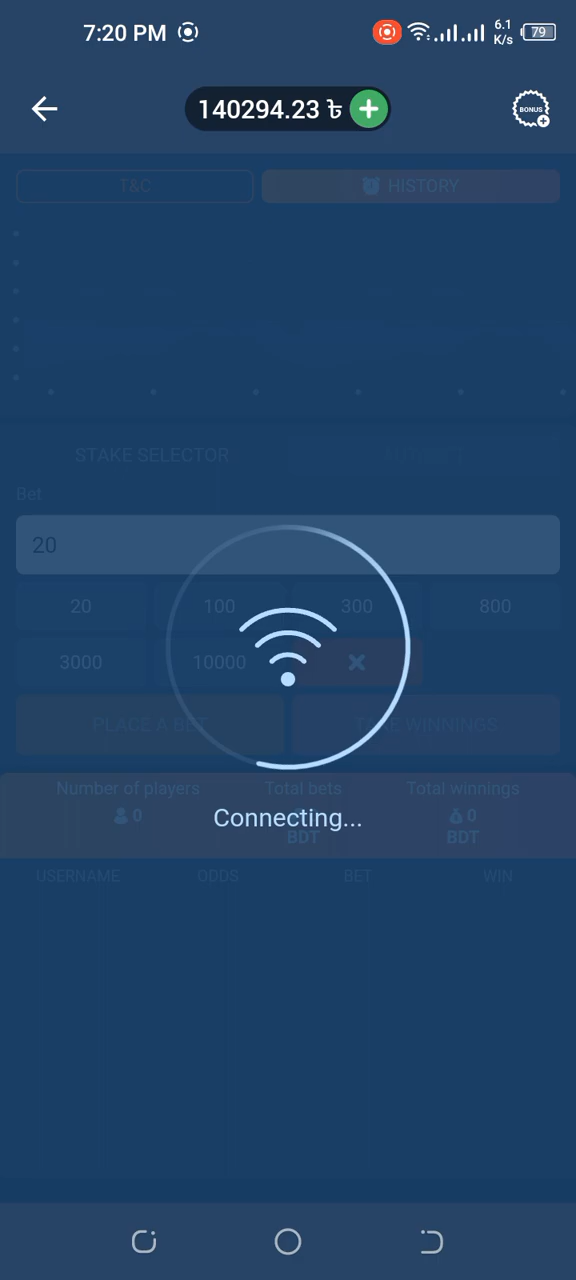 7:20 PM
6.1
K/s
79
140294.23 ৳
BONUS
T&C
HISTORY
STAKE SELECTOR
Bet
20
20 100 300 800
3000 10000
PLACE A BET
WINNINGS
Number of players Total bets Total winnings
0 0
Connecting...
BDT BDT
USERNAME ODDS BET WIN